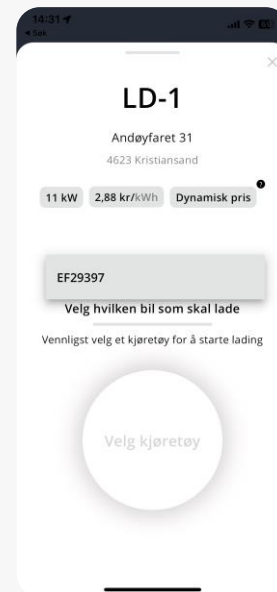 14:31
◄ Søk
LD-1
Andøyfaret 31
4623 Kristiansand
11 kW 2,88 kr/kWh Dynamisk pris ?
EF29397
Velg hvilken bil som skal lade
Vennligst velg et kjøretøy for å starte lading
Velg kjøretøy